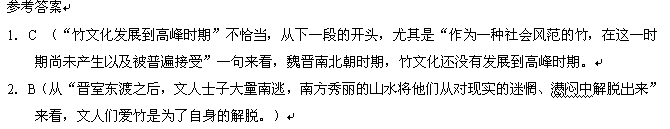 参考答案
1. C （“竹文化发展到高峰时期”不恰当，从下一段的开头，尤其是“作为一种社会风范的竹，在这一时
期尚未产生以及被普遍接受”一句来看，魏晋南北朝时期，竹文化还没有发展到高峰时期。
2. B（从“晋室东渡之后，文人士子大量南逃，南方秀丽的山水将他们从对现实的迷惘、懑闷中解脱出来”
来看，文人们爱竹是为了自身的解脱。）